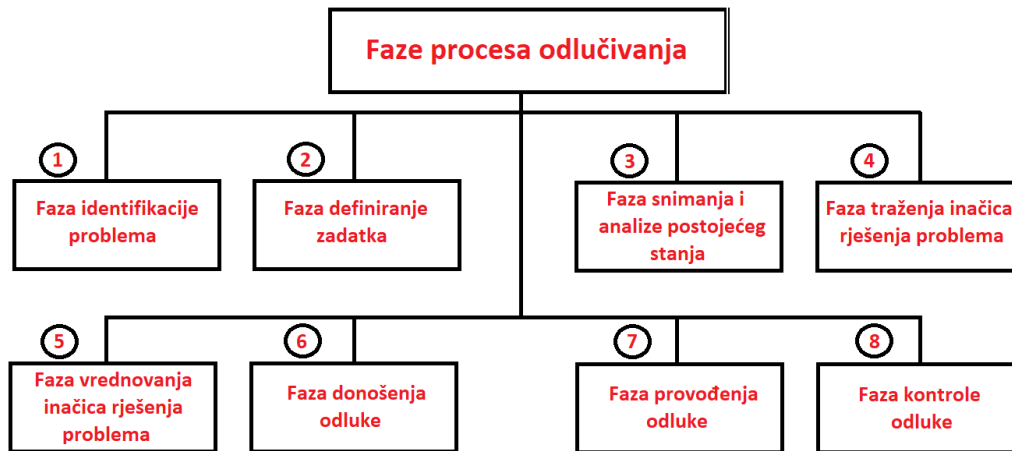 Faze procesa odlučivanja
1
Faza identifikacije
problema
2
Faza definiranje
zadatka
3
Faza snimanja i
analize postojećeg
stanja
4
Faza traženja inačica
rješenja problema
5
Faza vrednovanja
inačica rješenja
problema
6
Faza donošenja
odluke
7
Faza provođenja
odluke
8
Faza kontrole
odluke